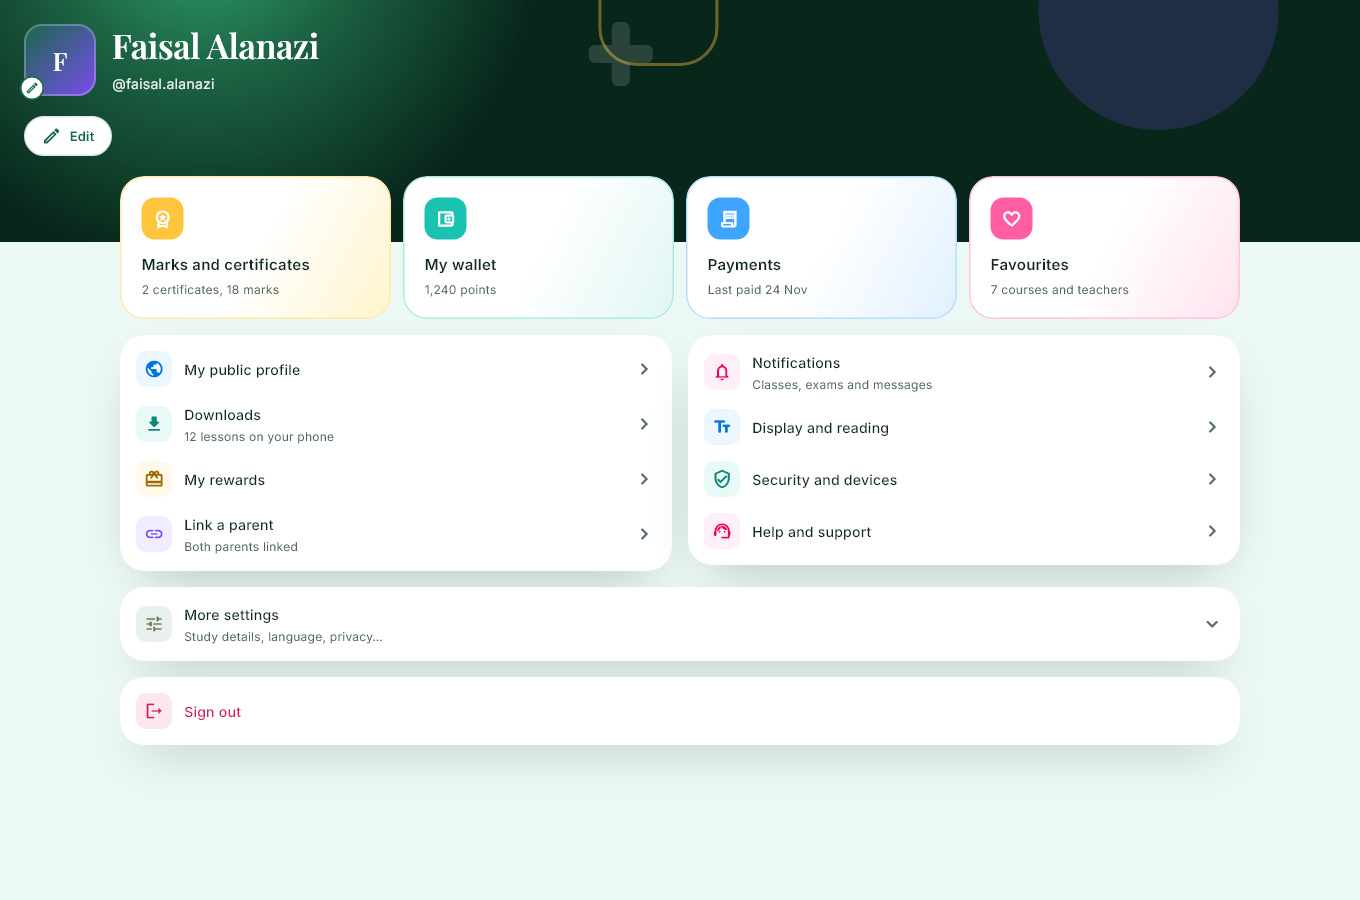 F
Faisal Alanazi
@faisal.alanazi
Edit
Marks and certificates
2 certificates, 18 marks
My wallet
1,240 points
Payments
Last paid 24 Nov
Favourites
7 courses and teachers
My public profile
Downloads
12 lessons on your phone
My rewards
Link a parent
Both parents linked
Notifications
Classes, exams and messages
Display and reading
Security and devices
Help and support
More settings
Study details, language, privacy...
Sign out